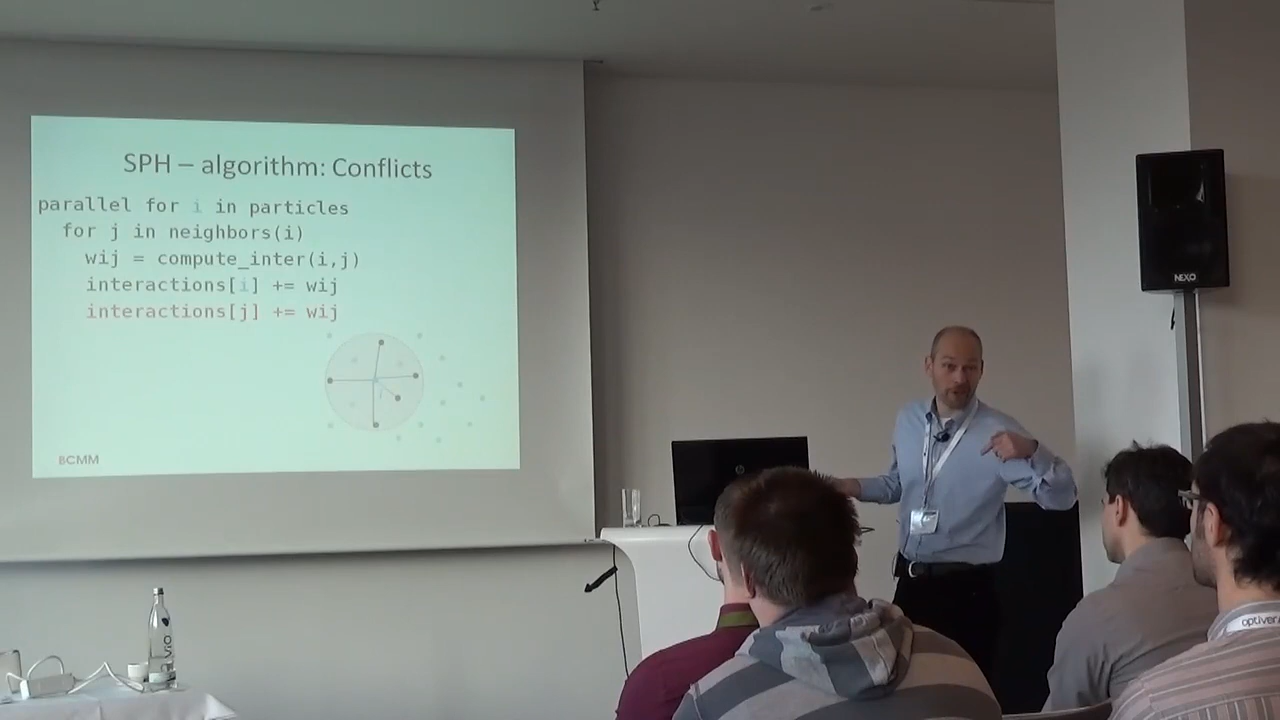 SPH – algorithm: Conflicts
parallel for i in particles
for j in neighbors(i)
wij = compute_inter(i,j)
interactions[i] += wij
interactions[j] += wij
BCMM
NEXO
optiver